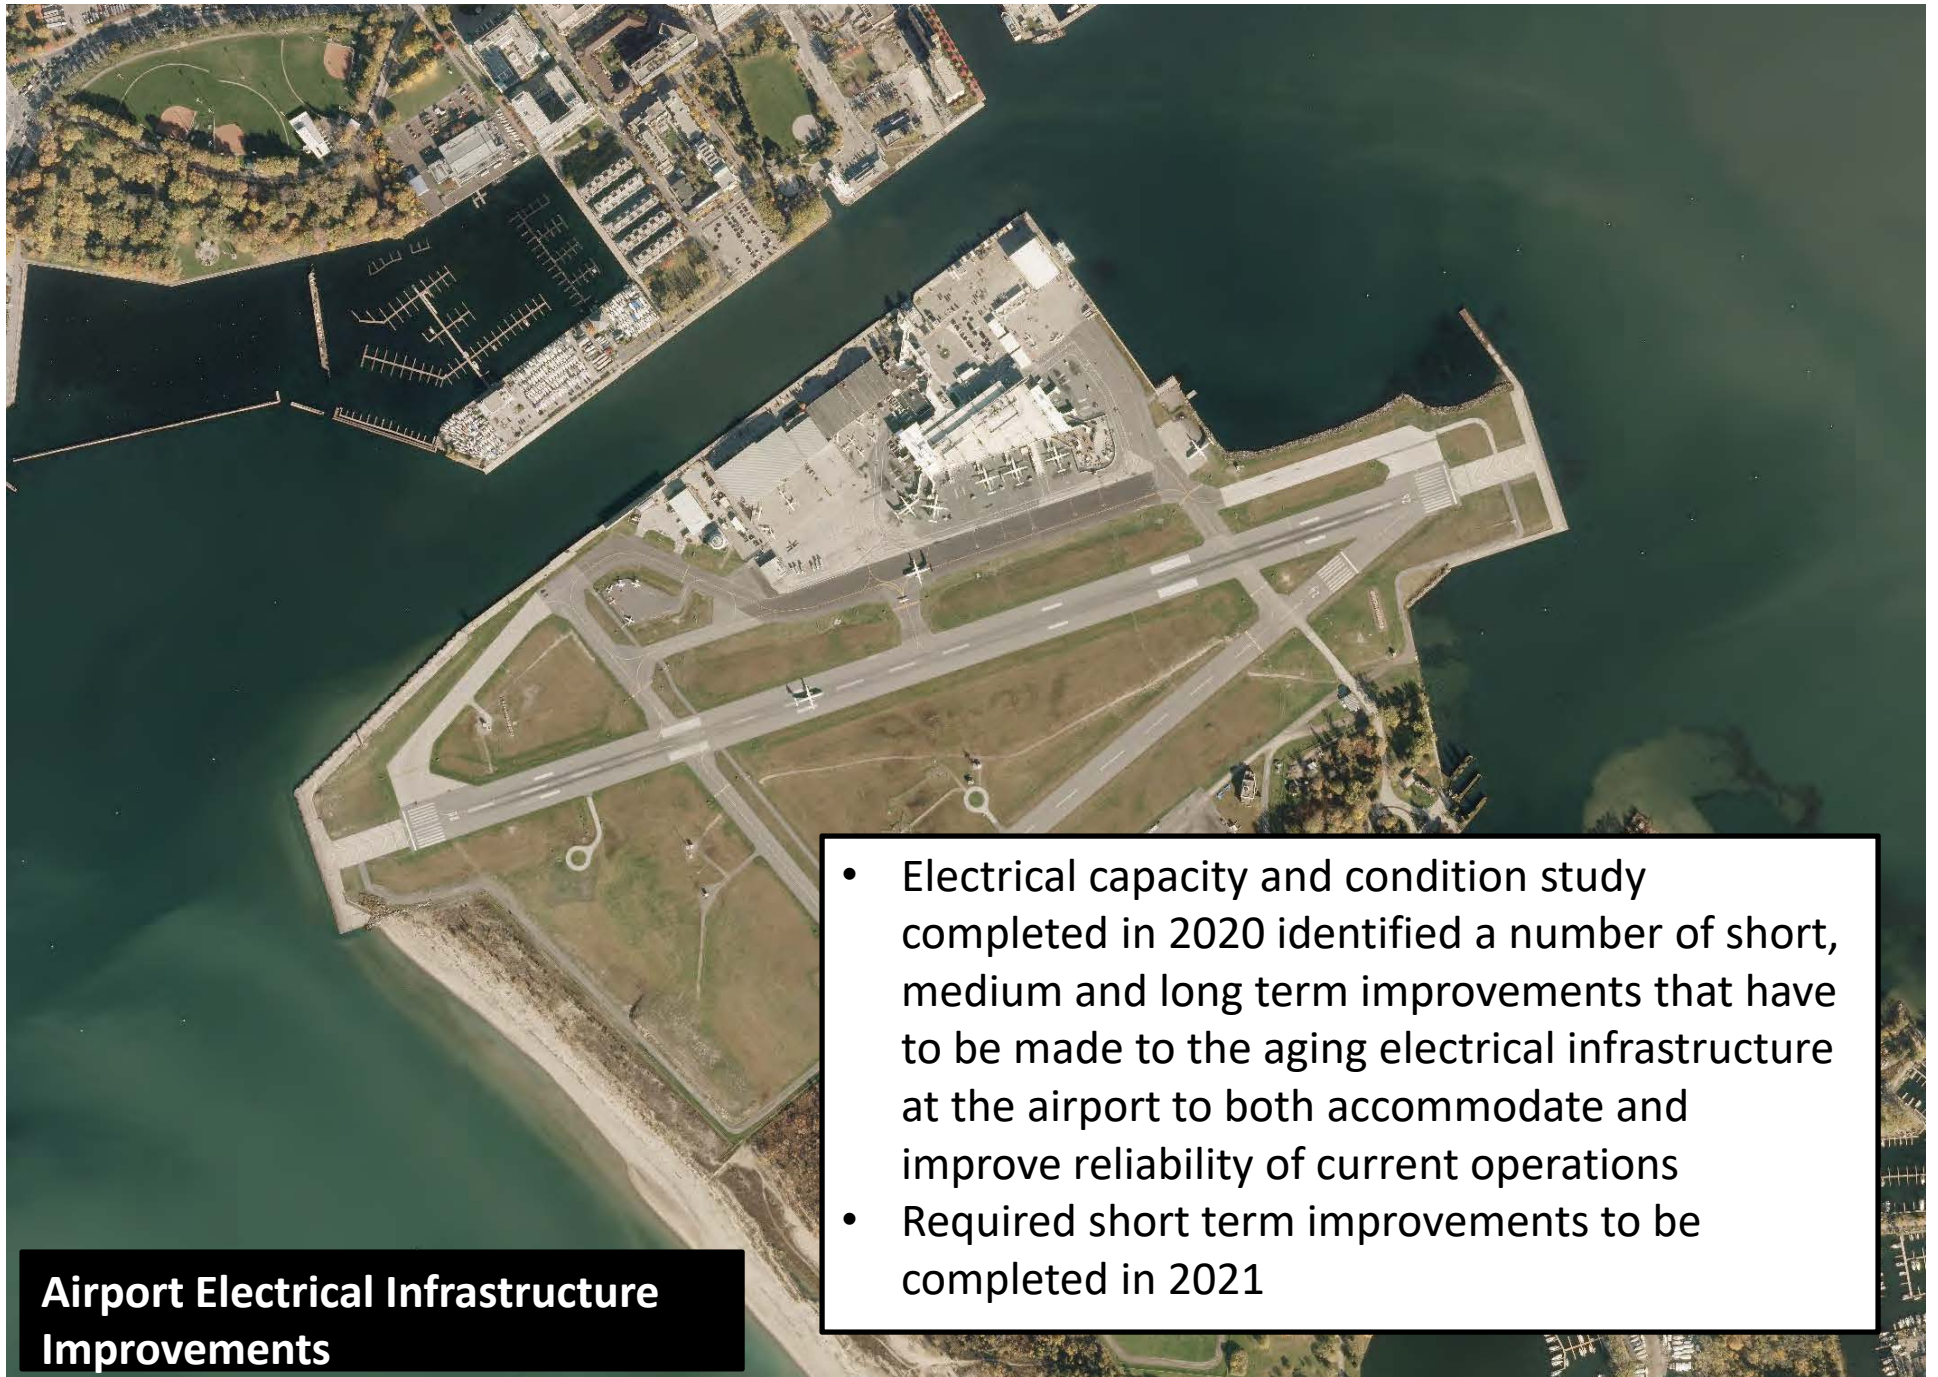 • Electrical capacity and condition study
completed in 2020 identified a number of short,
medium and long term improvements that have
to be made to the aging electrical infrastructure
at the airport to both accommodate and
improve reliability of current operations
• Required short term improvements to be
completed in 2021
Airport Electrical Infrastructure
Improvements